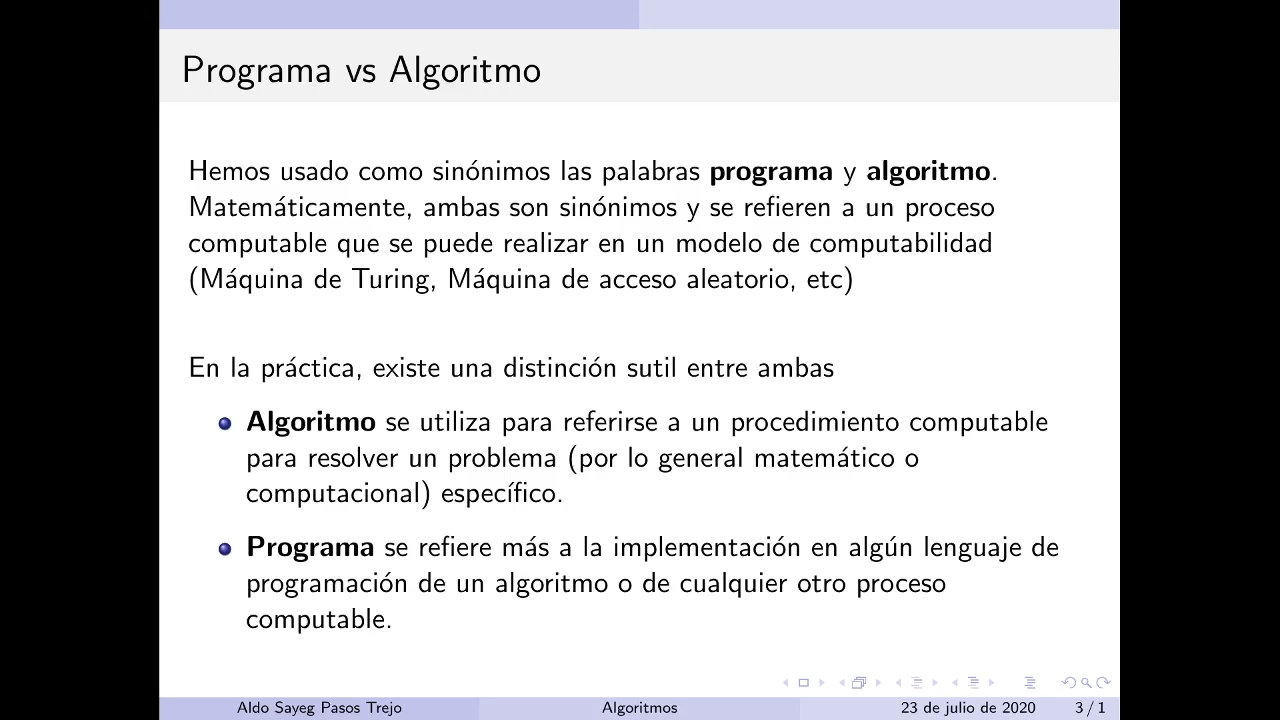 Programa vs Algoritmo
Hemos usado como sinónimos las palabras programa y algoritmo.
Matemáticamente, ambas son sinónimos y se refieren a un proceso
computable que se puede realizar en un modelo de computabilidad
(Máquina de Turing, Máquina de acceso aleatorio, etc)
En la práctica, existe una distinción sutil entre ambas
Algoritmo se utiliza para referirse a un procedimiento computable
para resolver un problema (por lo general matemático o
computacional) específico.
Programa se refiere más a la implementación en algún lenguaje de
programación de un algoritmo o de cualquier otro proceso
computable.
Aldo Sayeg Pasos Trejo Algoritmos 23 de julio de 2020 3 / 1